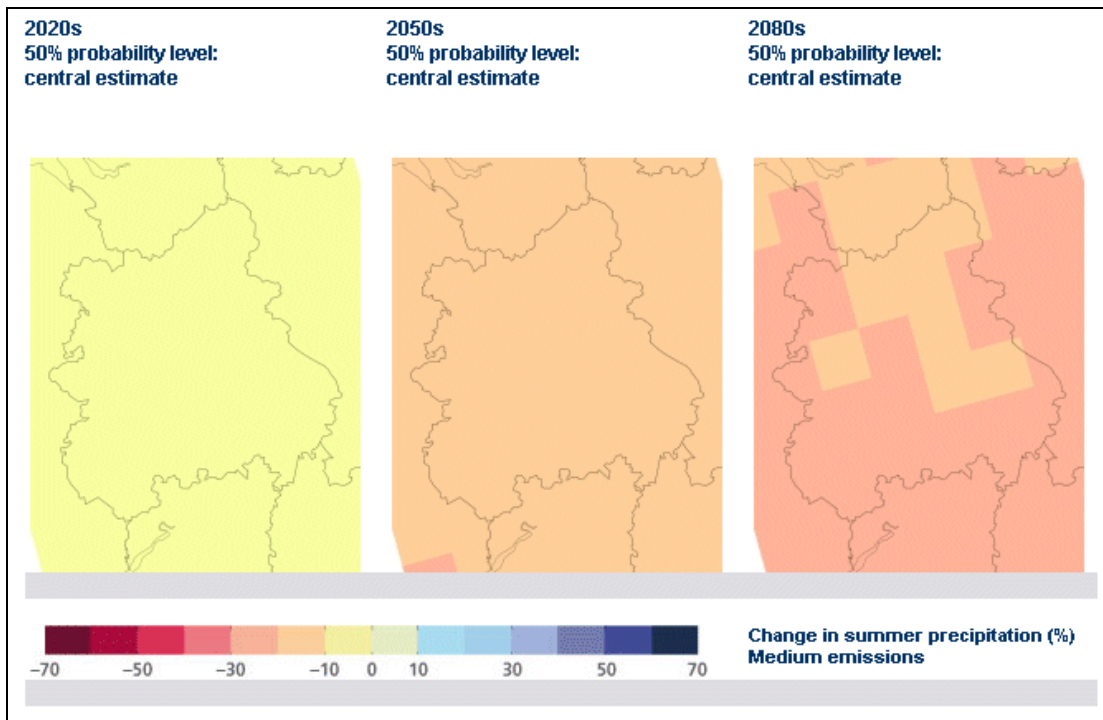 2020s
50% probability level:
central estimate
2050s
50% probability level:
central estimate
2080s
50% probability level:
central estimate
−70 −50 −30 −10 0 10 30 50 70
Change in summer precipitation (%)
Medium emissions